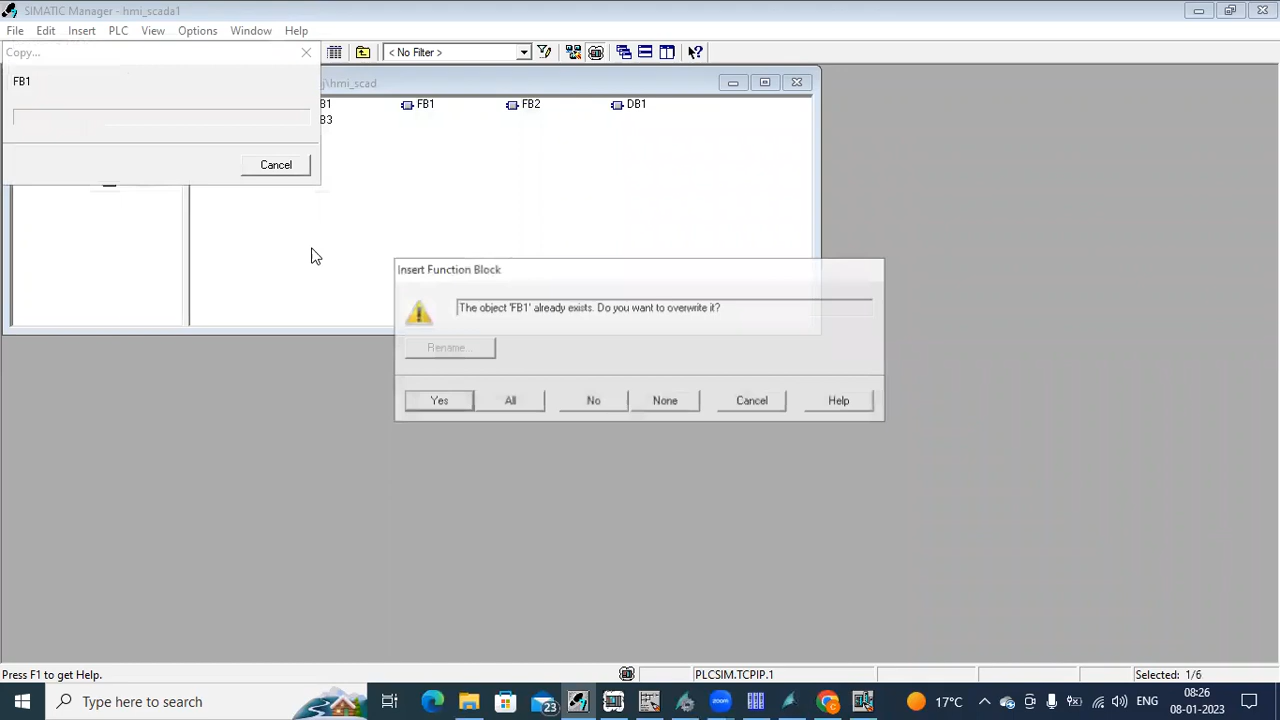 SIMATIC Manager - hmi_scada1
File Edit Insert PLC View Options Window Help
Copy...
< No Filter >
FB1
j\hmi_scad
B1 FB1 FB2 DB1
B3
Cancel
Insert Function Block
The object 'FB1' already exists. Do you want to overwrite it?
Rename...
Yes All No None Cancel Help
Press F1 to get Help. PLCSIM.TCPIP.1 Selected: 1/6
Type here to search 23 zoom 17°C ENG 08:26
08-01-2023